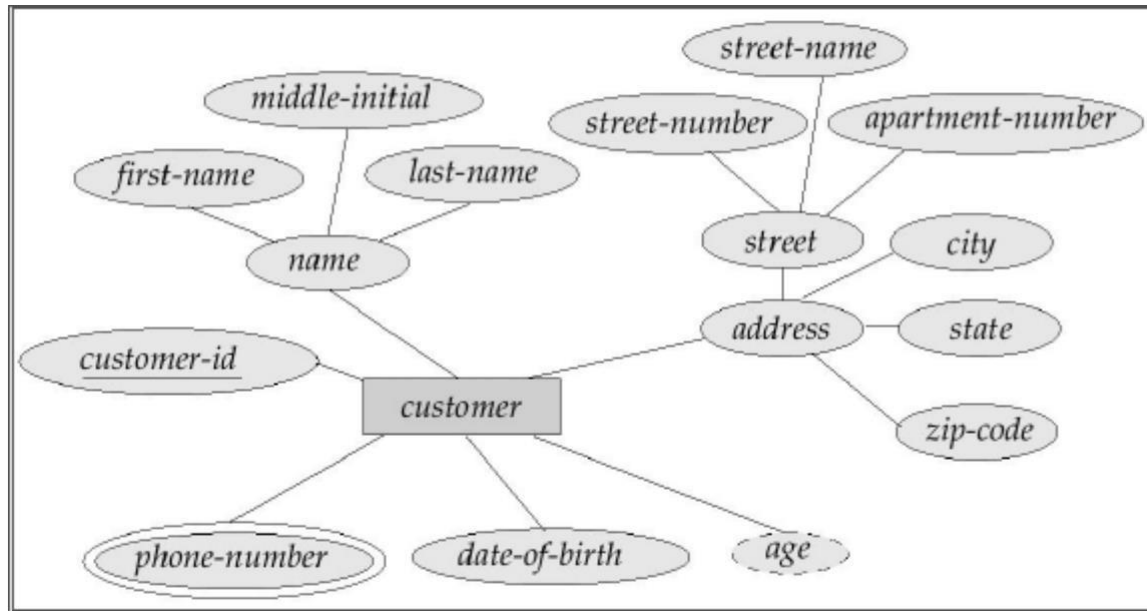 street-name
middle-initial
street-number
apartment-number
first-name
last-name
street
city
name
address
state
customer-id
customer
zip-code
phone-number
date-of-birth
age